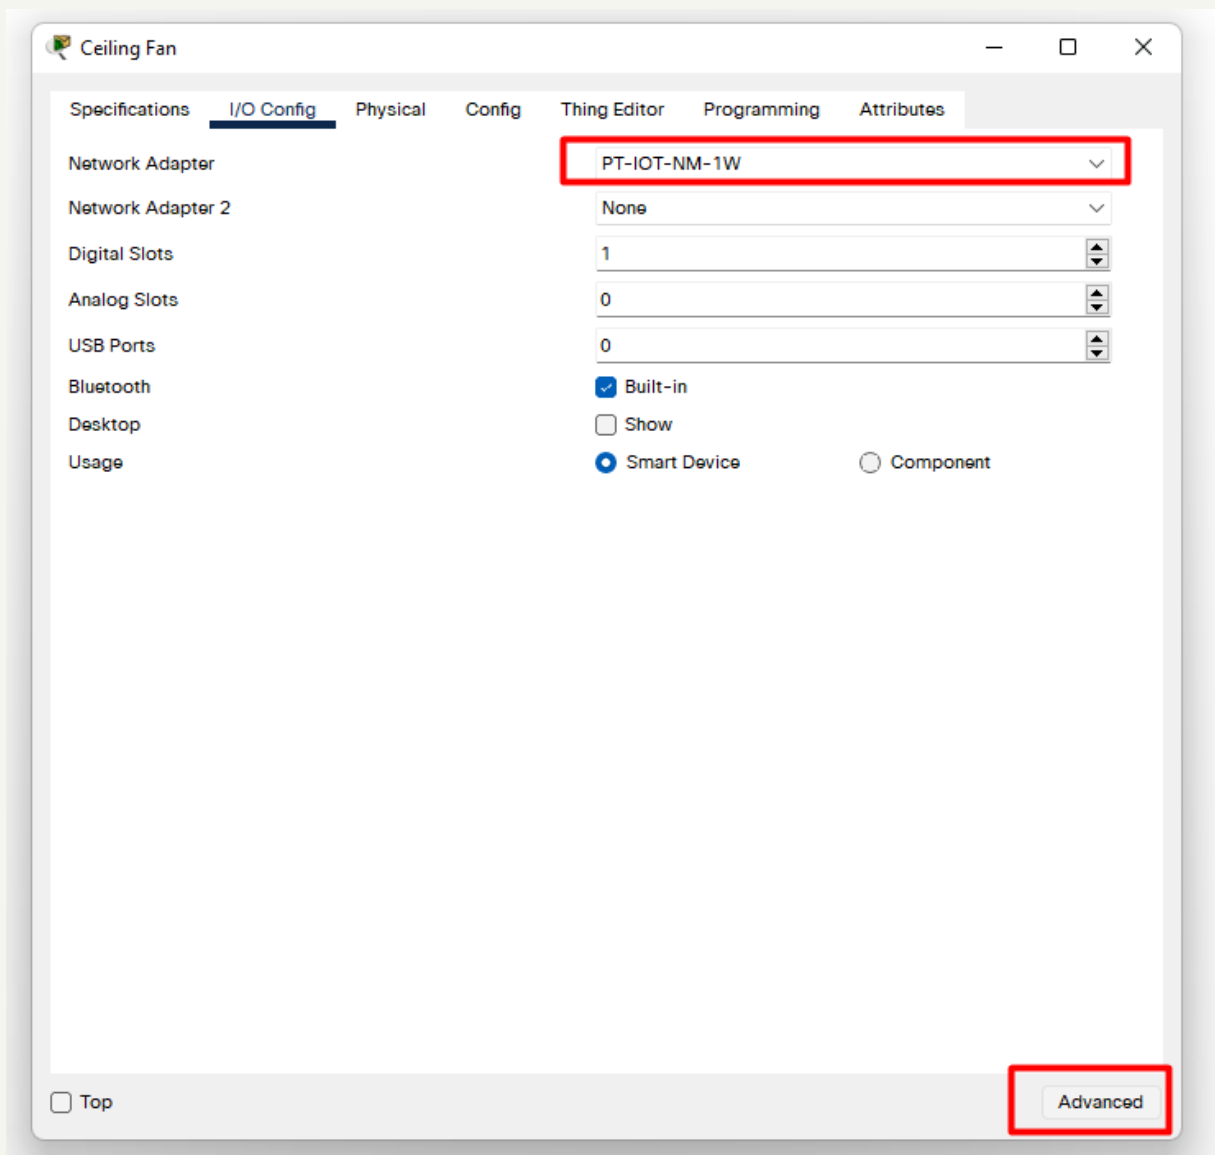 Ceiling Fan
Specifications I/O Config Physical Config Thing Editor Programming Attributes
Network Adapter PT-IOT-NM-1W
Network Adapter 2 None
Digital Slots 1
Analog Slots 0
USB Ports 0
Bluetooth Built-in
Desktop Show
Usage Smart Device Component
Top Advanced